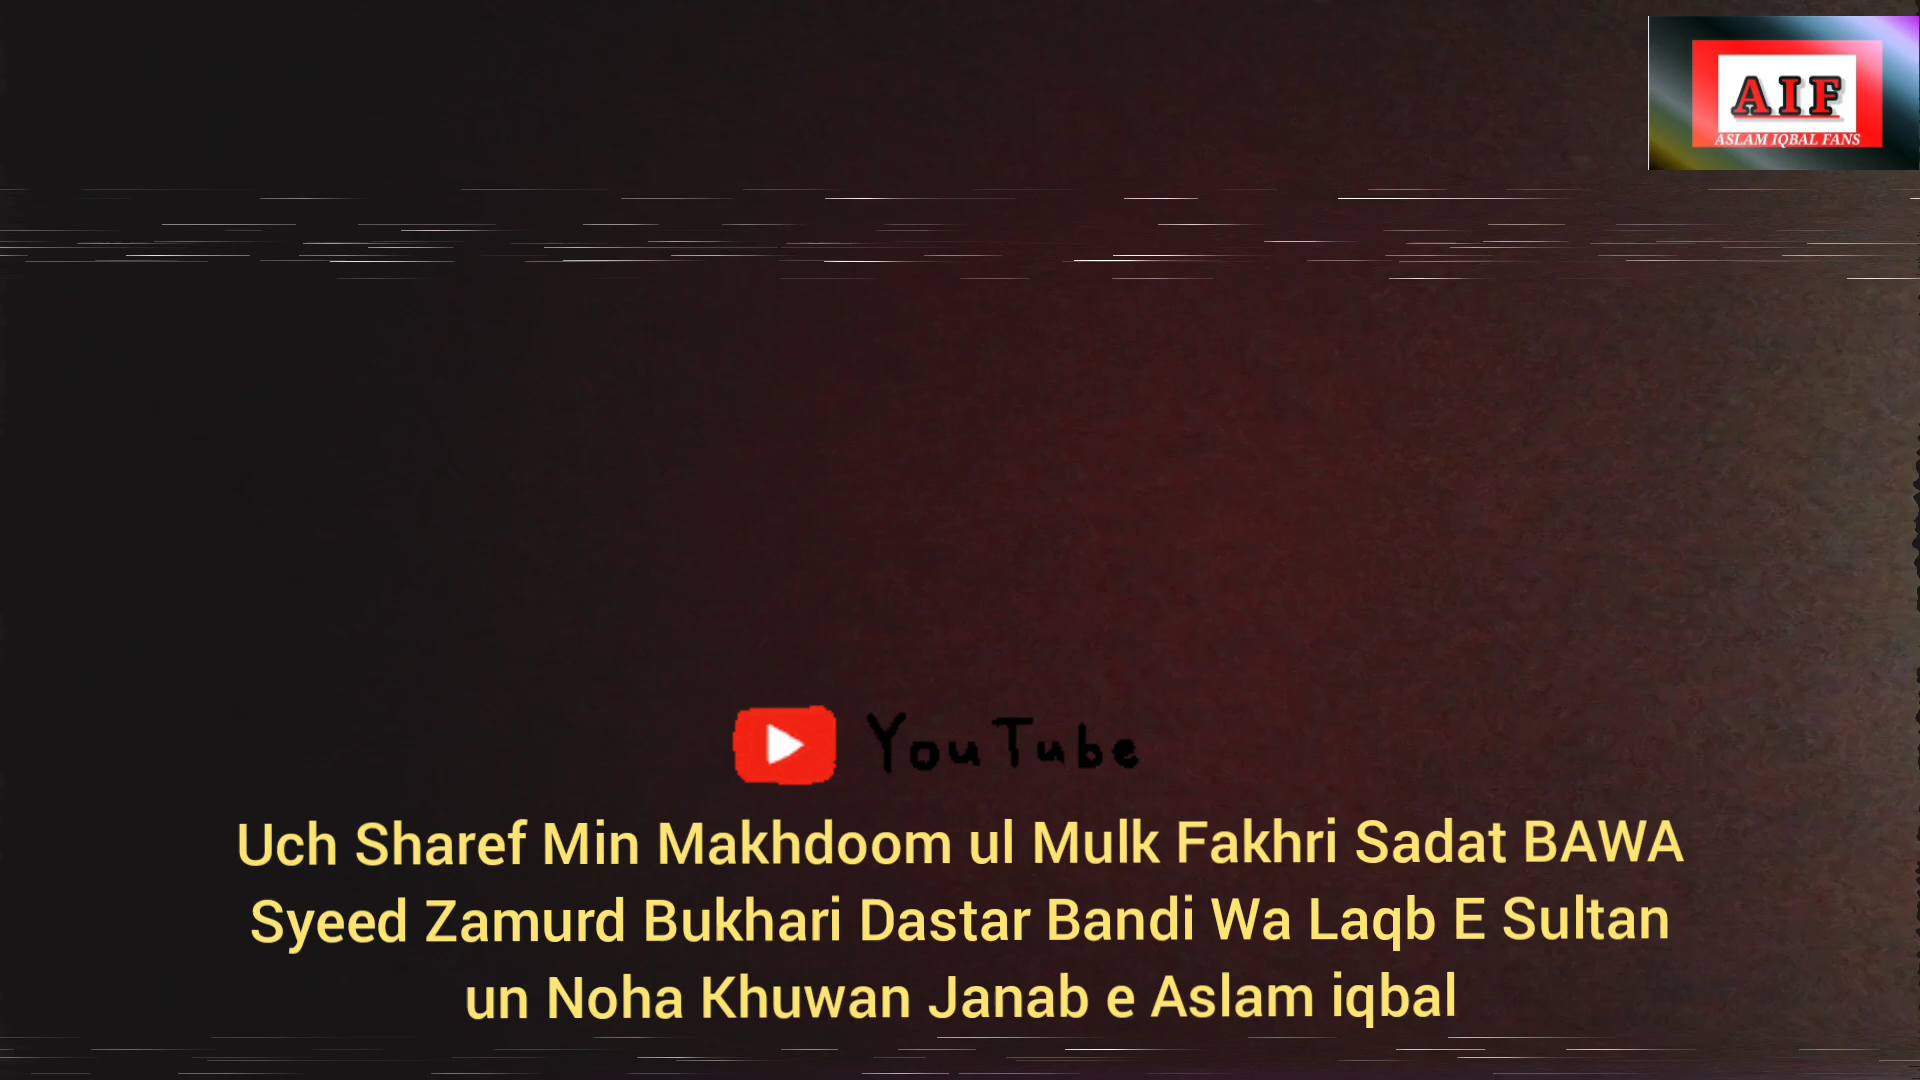 AIF
ASLAM IQBAL FANS
YouTube
Uch Sharef Min Makhdoom ul Mulk Fakhri Sadat BAWA
Syeed Zamurd Bukhari Dastar Bandi Wa Laqb E Sultan
un Noha Khuwan Janab e Aslam iqbal